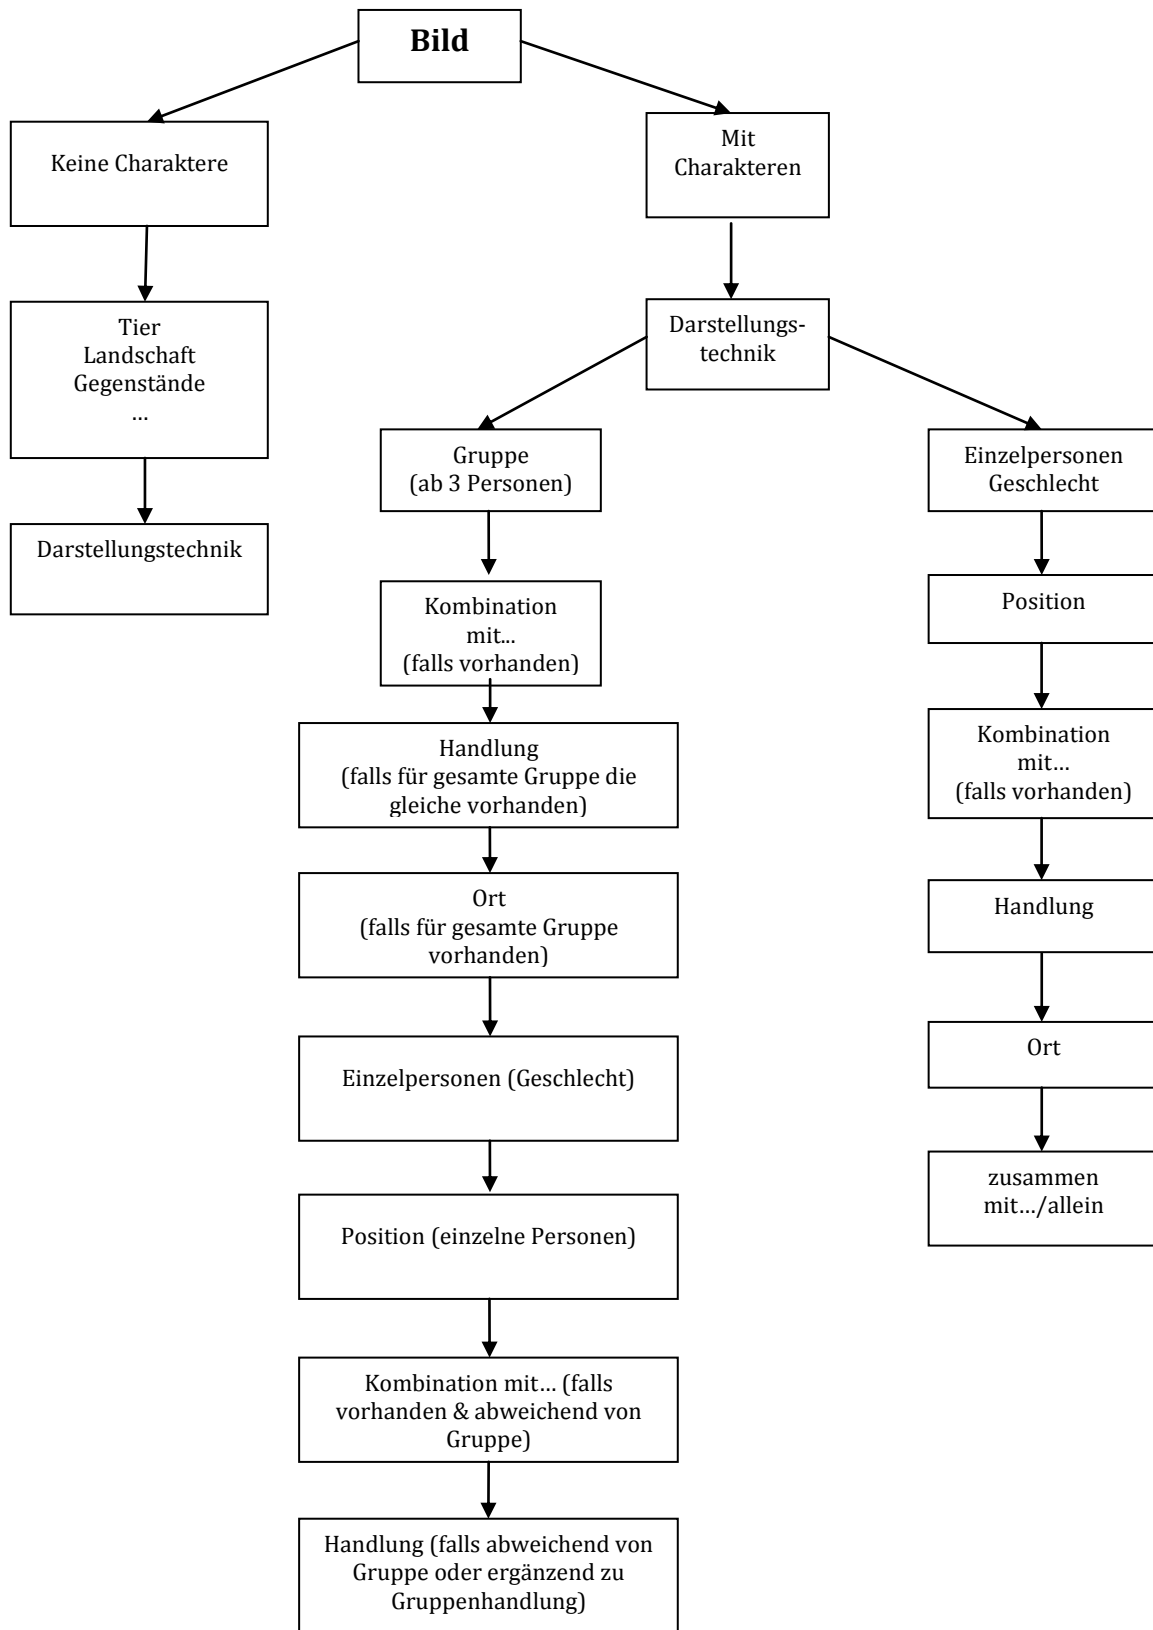 Bild
Keine Charaktere
Mit
Charakteren
Tier
Landschaft
Gegenstände
…
Darstellungs-
technik
Darstellungstechnik
Gruppe
(ab 3 Personen)
Einzelpersonen
Geschlecht
Kombination
mit...
(falls vorhanden)
Position
Handlung
(falls für gesamte Gruppe die
gleiche vorhanden)
Kombination
mit…
(falls vorhanden)
Ort
(falls für gesamte Gruppe
vorhanden)
Handlung
Einzelpersonen (Geschlecht)
Ort
Position (einzelne Personen)
zusammen
mit…/allein
Kombination mit… (falls
vorhanden & abweichend von
Gruppe)
Handlung (falls abweichend von
Gruppe oder ergänzend zu
Gruppenhandlung)